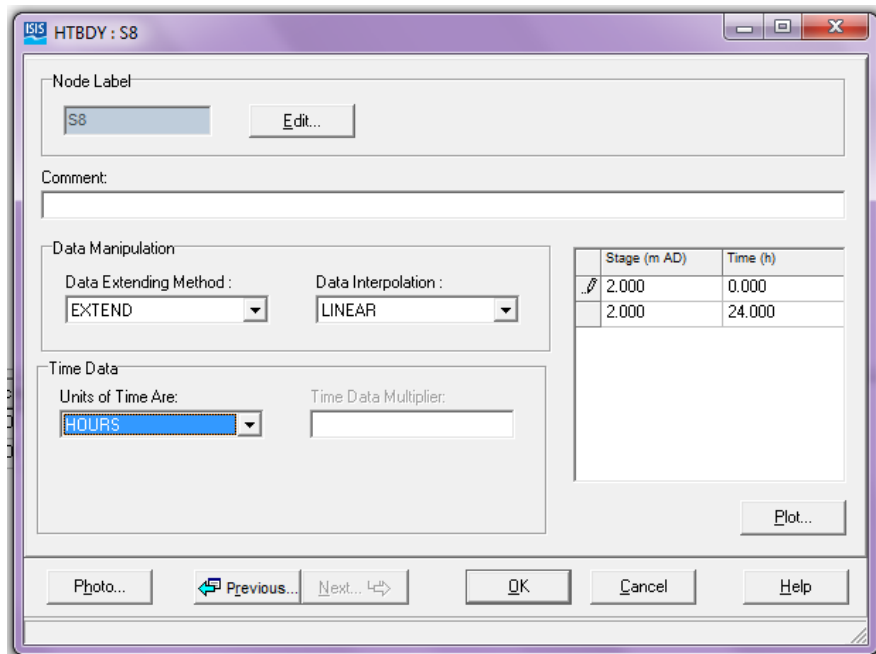 ISIS HTBDY : S8
Node Label
S8 Edit...
Comment:
Data Manipulation
Data Extending Method : Data Interpolation :
EXTEND LINEAR
Stage (m AD) Time (h)
2.000 0.000
2.000 24.000
Time Data
Units of Time Are: Time Data Multiplier:
HOURS
Plot...
Photo... Previous... Next... OK Cancel Help